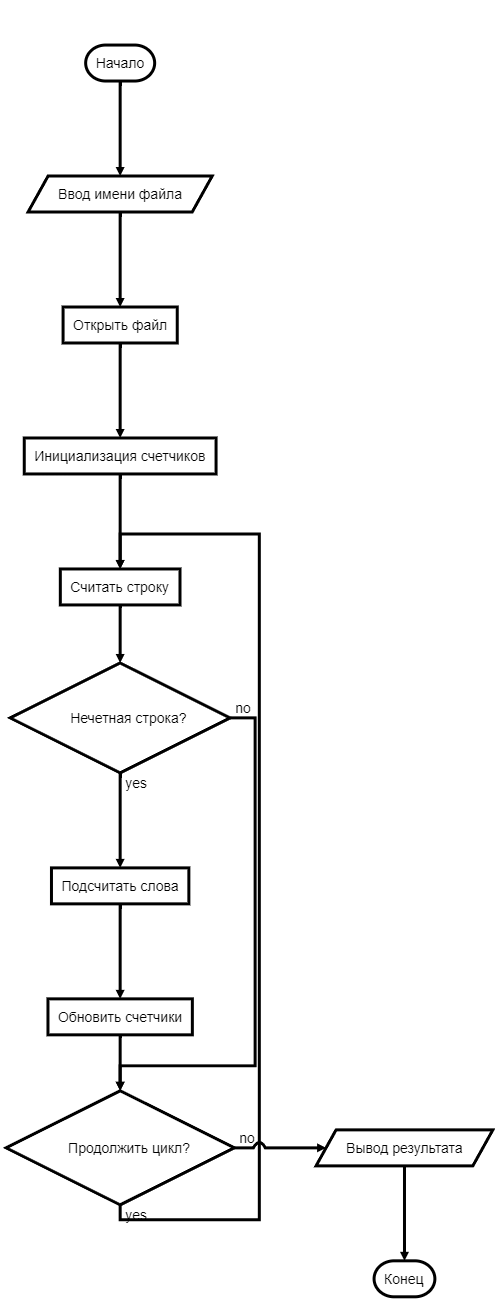 Начало
Ввод имени файла
Открыть файл
Инициализация счетчиков
Считать строку
Нечетная строка?
no
yes
Подсчитать слова
Обновить счетчики
Продолжить цикл?
no
yes
Вывод результата
Конец